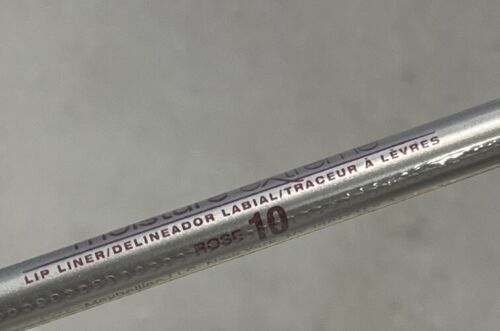 moisture extreme
LIP LINER/DELINEADOR LABIAL/TRACEUR À LÈVRES
ROSE 10